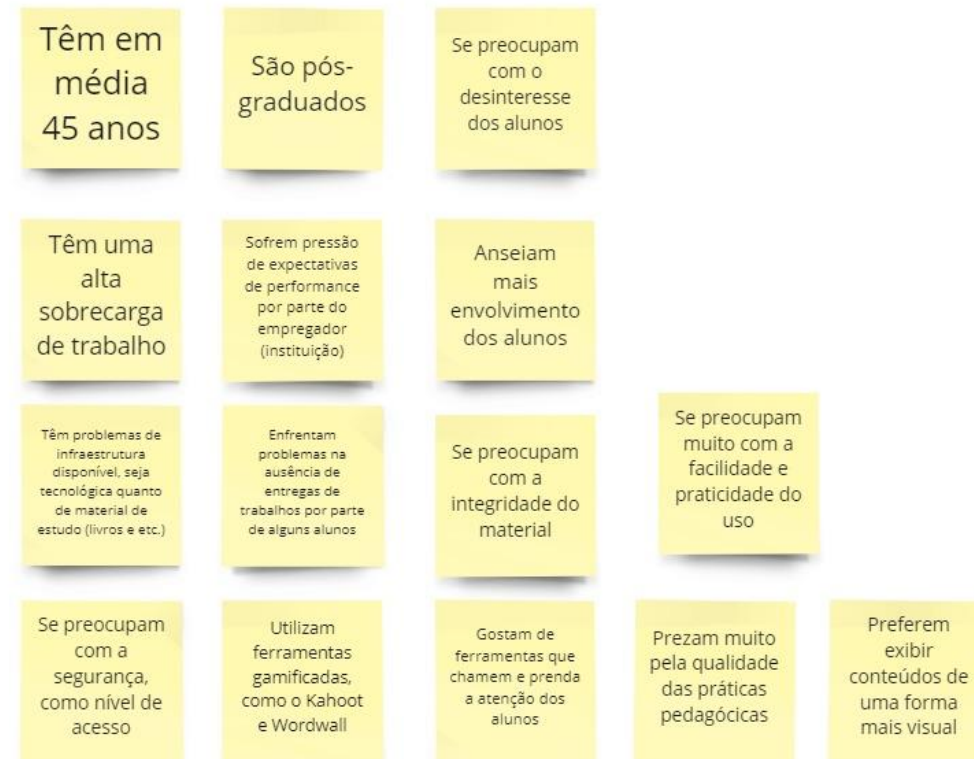 Têm em
média
45 anos
São pós-
graduados
Se preocupam
com o
desinteresse
dos alunos
Têm uma
alta
sobrecarga
de trabalho
Sofrem pressão
de expectativas
de performance
por parte do
empregador
(instituição)
Anseiam
mais
envolvimento
dos alunos
Têm problemas de
infraestrutura
disponível, seja
tecnológica quanto
de material de
estudo (livros e etc.)
Enfrentam
problemas na
ausência de
entregas de
trabalhos por parte
de alguns alunos
Se preocupam
com a
integridade do
material
Se preocupam
muito com a
facilidade e
praticidade do
uso
Se preocupam
com a
segurança,
como nível de
acesso
Utilizam
ferramentas
gamificadas,
como o Kahoot
e Wordwall
Gostam de
ferramentas que
chamem e prenda
a atenção dos
alunos
Prezam muito
pela qualidade
das práticas
pedagócicas
Preferem
exibir
conteúdos de
uma forma
mais visual